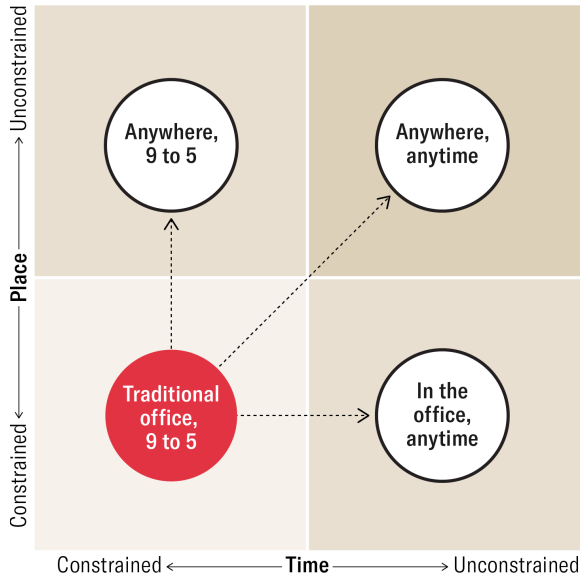 Unconstrained
Place
Constrained
Anywhere,
9 to 5
Anywhere,
anytime
Traditional
office,
9 to 5
In the
office,
anytime
Constrained
Time
Unconstrained